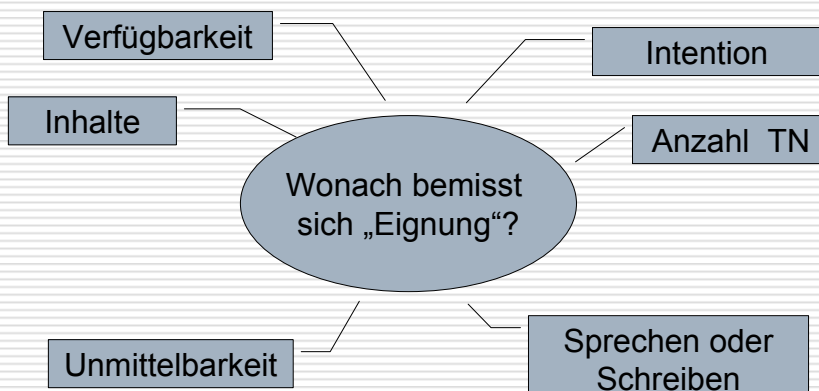 Verfügbarkeit
Intention
Inhalte
Anzahl TN
Wonach bemisst
sich „Eignung“?
Unmittelbarkeit
Sprechen oder
Schreiben